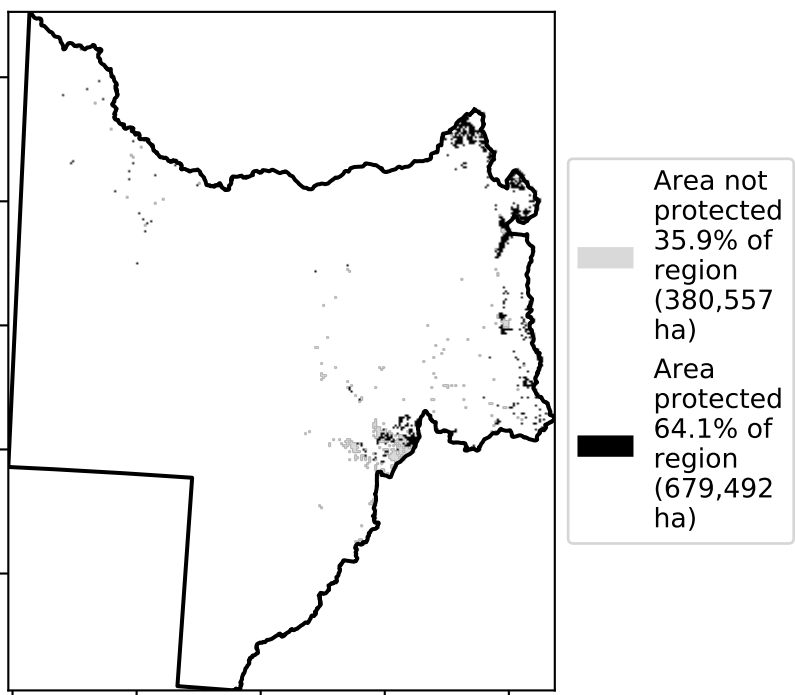 Area not
protected
35.9% of
region
(380,557
ha)
Area
protected
64.1% of
region
(679,492
ha)